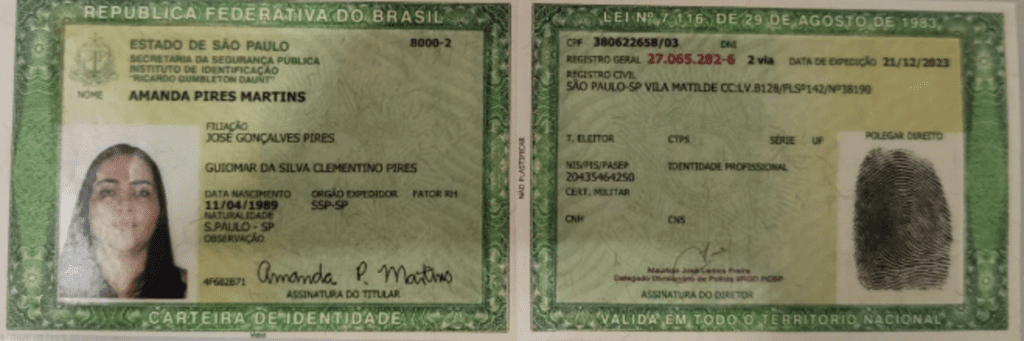 REPÚBLICA FEDERATIVA DO BRASIL
ESTADO DE SÃO PAULO 8000-2
SECRETARIA DA SEGURANÇA PÚBLICA
INSTITUTO DE IDENTIFICAÇÃO
"RICARDO GUMBLETON DAUNT"
NOME AMANDA PIRES MARTINS
FILIAÇÃO
JOSE GONÇALVES PIRES
GUIOMAR DA SILVA CLEMENTINO PIRES
DATA NASCIMENTO ORGÃO EXPEDIDOR FATOR RH
11/04/1989 SSP-SP
NATURALIDADE
S.PAULO - SP
OBSERVAÇÃO
4F682B71 Amanda P. Martins
ASSINATURA DO TITULAR
CARTEIRA DE IDENTIDADE
NÃO PLASTIFICAR
LEI Nº 7.116, DE 29 DE AGOSTO DE 1983
CPF 380622658/03 DNI
REGISTRO GERAL 27.065.282-6 2 via DATA DE EXPEDIÇÃO 21/12/2023
REGISTRO CIVIL
SÃO PAULO-SP VILA MATILDE CC:LV.B128/FLSº142/Nº38190
T. ELEITOR CTPS SÉRIE UF POLEGAR DIREITO
NIS/PIS/PASEP IDENTIDADE PROFISSIONAL
20435464250
CERT. MILITAR
CNH CNS
ASSINATURA DO DIRETOR
VALIDA EM TODO O TERRITORIO NACIONAL